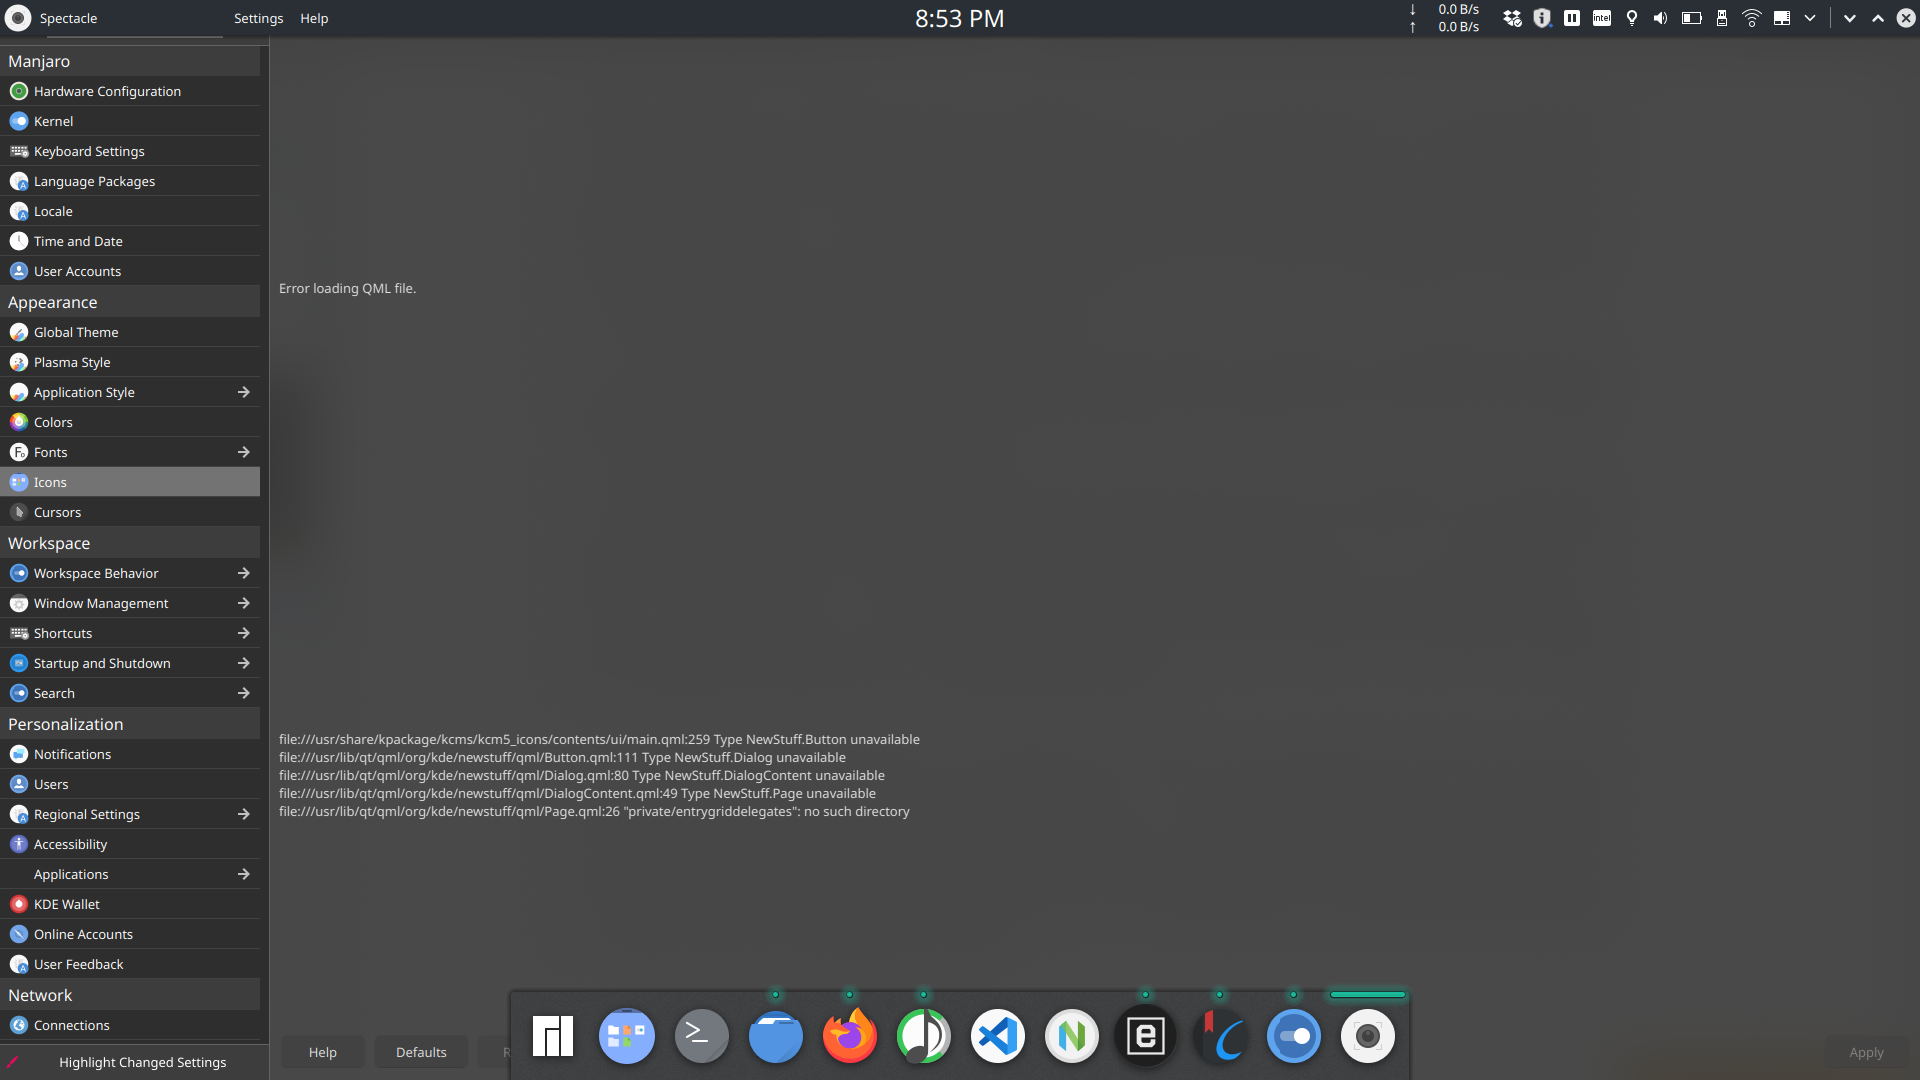 Spectacle
Settings Help
8:53 PM
0.0 B/s
0.0 B/s
intel
Manjaro
Hardware Configuration
Kernel
Keyboard Settings
Language Packages
Locale
Time and Date
User Accounts
Appearance
Global Theme
Plasma Style
Application Style
Colors
Fonts
Icons
Cursors
Workspace
Workspace Behavior
Window Management
Shortcuts
Startup and Shutdown
Search
Personalization
Notifications
Users
Regional Settings
Accessibility
Applications
KDE Wallet
Online Accounts
User Feedback
Network
Connections
Highlight Changed Settings
Error loading QML file.
file:///usr/share/kpackage/kcms/kcm5_icons/contents/ui/main.qml:259 Type NewStuff.Button unavailable
file:///usr/lib/qt/qml/org/kde/newstuff/qml/Button.qml:111 Type NewStuff.Dialog unavailable
file:///usr/lib/qt/qml/org/kde/newstuff/qml/Dialog.qml:80 Type NewStuff.DialogContent unavailable
file:///usr/lib/qt/qml/org/kde/newstuff/qml/DialogContent.qml:49 Type NewStuff.Page unavailable
file:///usr/lib/qt/qml/org/kde/newstuff/qml/Page.qml:26 "private/entrygriddelegates": no such directory
Help
Defaults
R
Apply